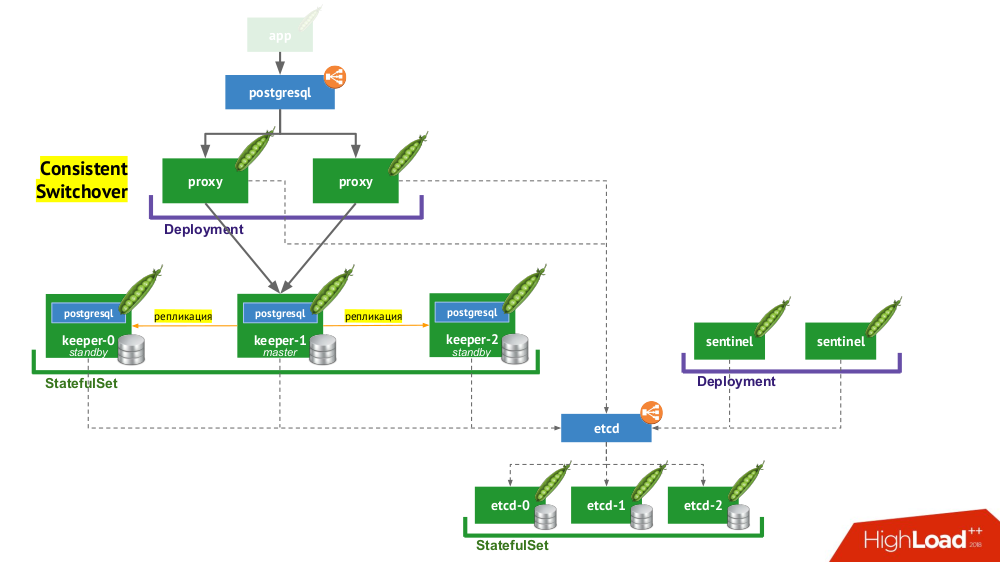 app
postgresql
Consistent
Switchover
proxy
proxy
Deployment
postgresql
keeper-0
standby
репликация
postgresql
keeper-1
master
репликация
postgresql
keeper-2
standby
StatefulSet
sentinel
sentinel
Deployment
etcd
etcd-0
etcd-1
etcd-2
StatefulSet
HighLoad++
2018